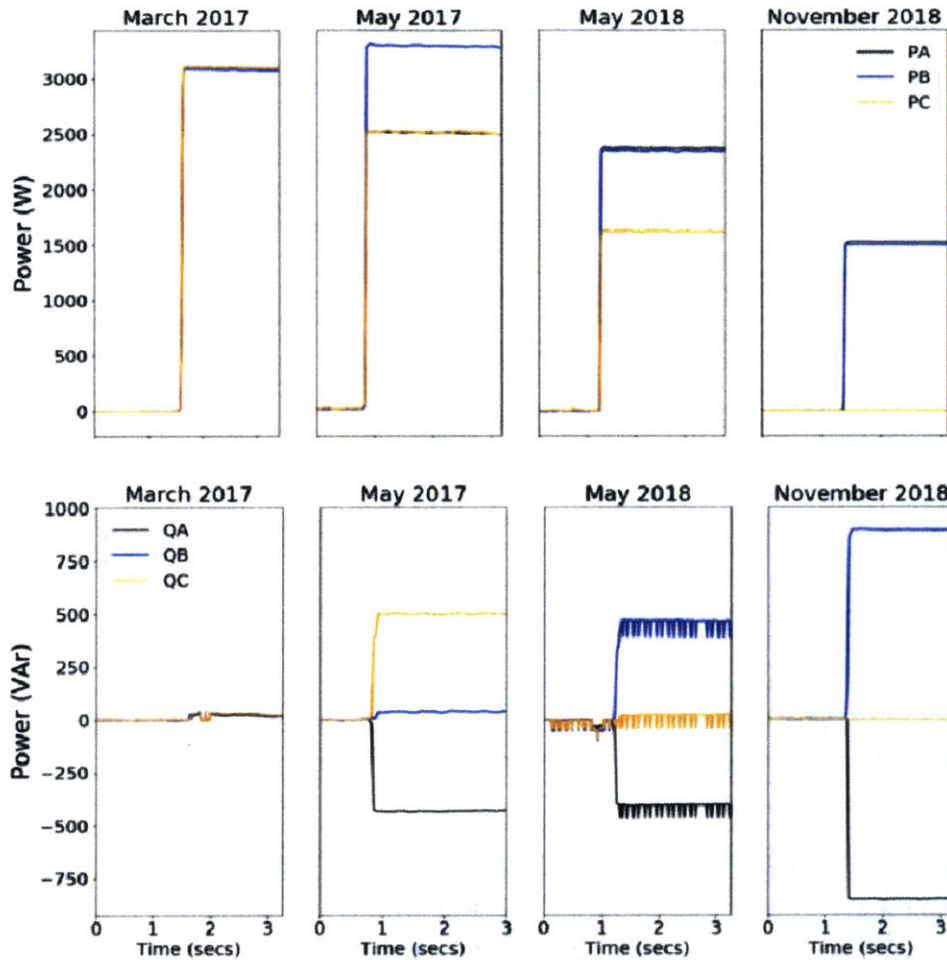 March 2017
May 2017
May 2018
November 2018
Power (W)
3000
2500
2000
1500
1000
500
0
PA
PB
PC
March 2017
May 2017
May 2018
November 2018
Power (VAr)
1000
750
500
250
0
−250
−500
−750
QA
QB
QC
0 1 2 3
0 1 2 3
0 1 2 3
0 1 2 3
Time (secs)
Time (secs)
Time (secs)
Time (secs)